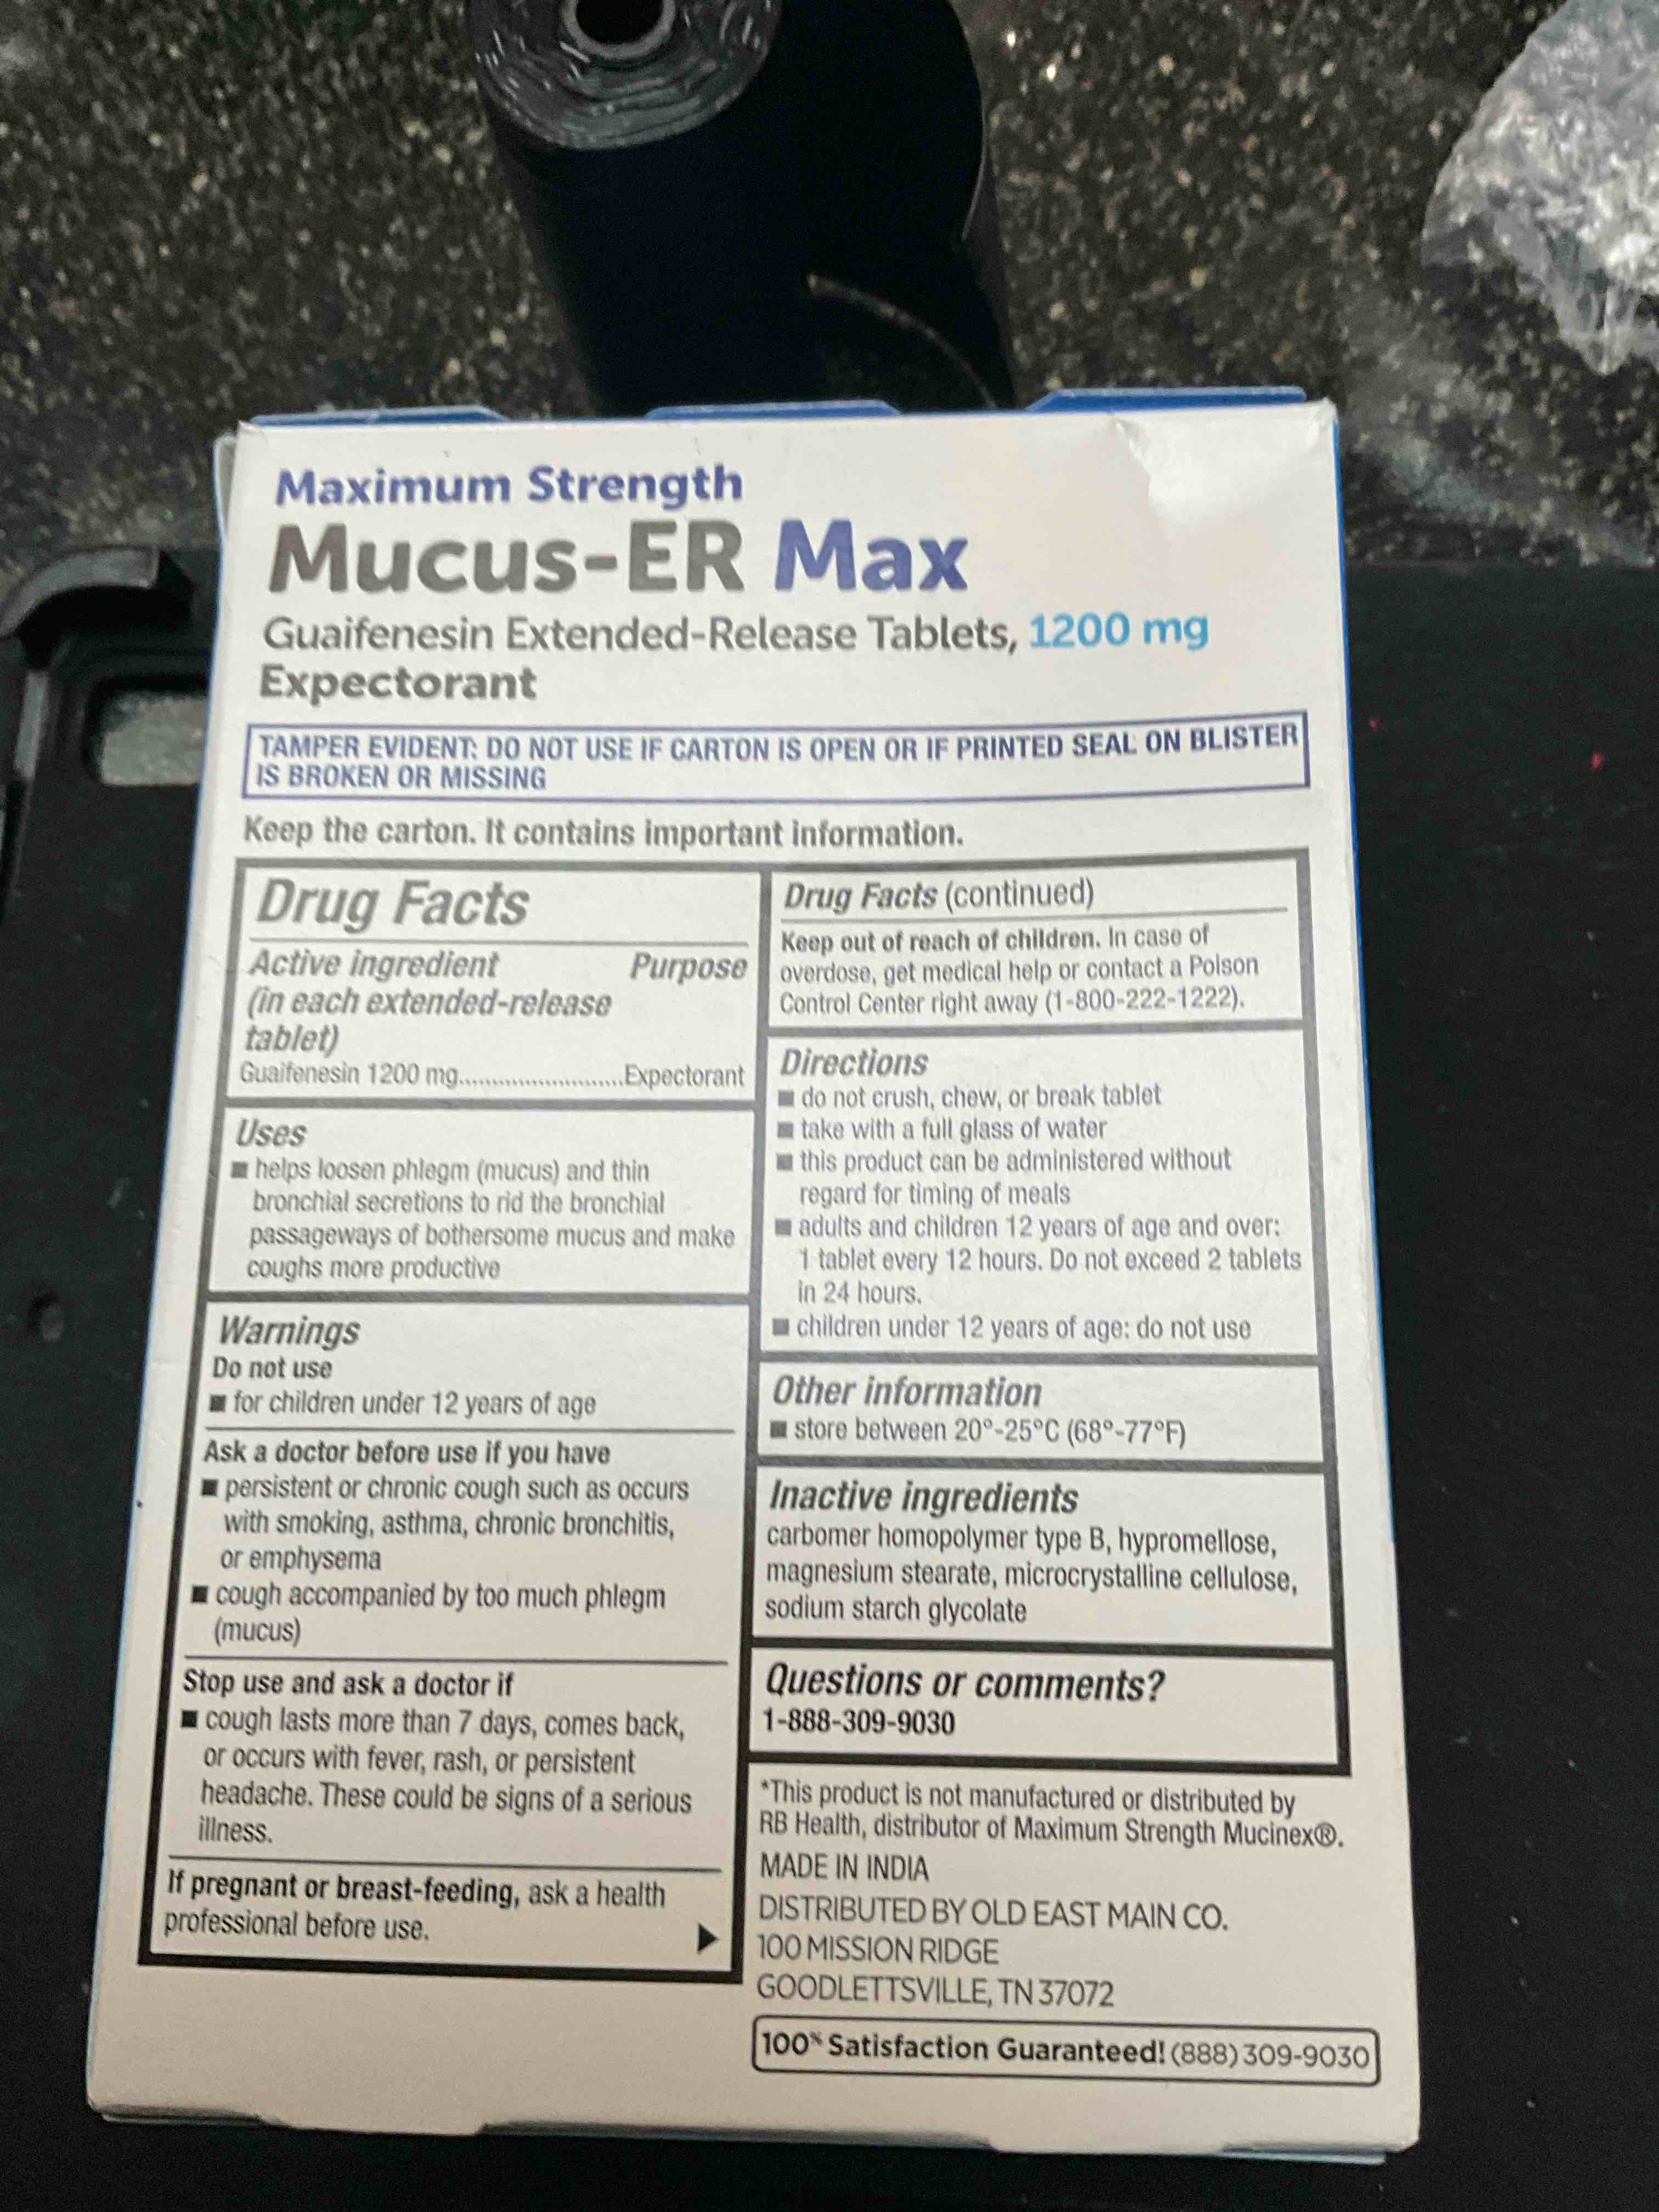 Maximum Strength
Mucus-ER Max
Guaifenesin Extended-Release Tablets, 1200 mg
Expectorant
TAMPER EVIDENT: DO NOT USE IF CARTON IS OPEN OR IF PRINTED SEAL ON BLISTER
IS BROKEN OR MISSING
Keep the carton. It contains important information.
Drug Facts
Active ingredient Purpose
(in each extended-release
tablet)
Guaifenesin 1200 mg.........................Expectorant
Uses
■ helps loosen phlegm (mucus) and thin
bronchial secretions to rid the bronchial
passageways of bothersome mucus and make
coughs more productive
Warnings
Do not use
■ for children under 12 years of age
Ask a doctor before use if you have
■ persistent or chronic cough such as occurs
with smoking, asthma, chronic bronchitis,
or emphysema
■ cough accompanied by too much phlegm
(mucus)
Stop use and ask a doctor if
■ cough lasts more than 7 days, comes back,
or occurs with fever, rash, or persistent
headache. These could be signs of a serious
illness.
If pregnant or breast-feeding, ask a health
professional before use.
Drug Facts (continued)
Keep out of reach of children. In case of
overdose, get medical help or contact a Poison
Control Center right away (1-800-222-1222).
Directions
■ do not crush, chew, or break tablet
■ take with a full glass of water
■ this product can be administered without
regard for timing of meals
■ adults and children 12 years of age and over:
1 tablet every 12 hours. Do not exceed 2 tablets
in 24 hours.
■ children under 12 years of age: do not use
Other information
■ store between 20°-25°C (68°-77°F)
Inactive ingredients
carbomer homopolymer type B, hypromellose,
magnesium stearate, microcrystalline cellulose,
sodium starch glycolate
Questions or comments?
1-888-309-9030
*This product is not manufactured or distributed by
RB Health, distributor of Maximum Strength Mucinex®.
MADE IN INDIA
DISTRIBUTED BY OLD EAST MAIN CO.
100 MISSION RIDGE
GOODLETTSVILLE, TN 37072
100% Satisfaction Guaranteed! (888) 309-9030